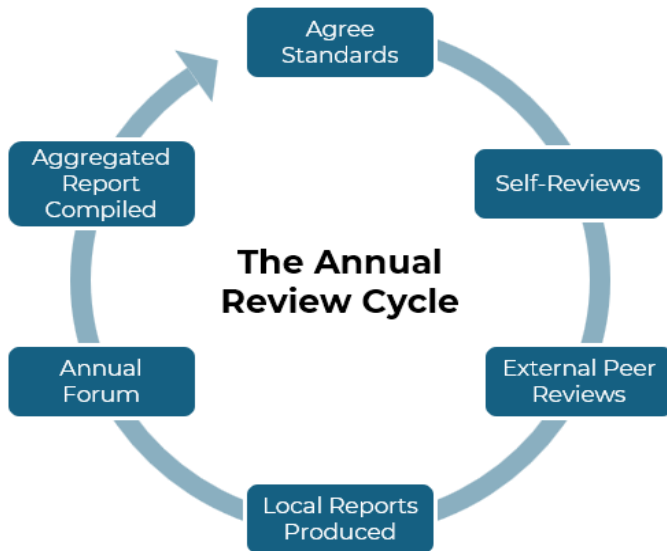 Agree
Standards
Self-Reviews
External Peer
Reviews
Local Reports
Produced
Annual
Forum
Aggregated
Report
Compiled
The Annual
Review Cycle